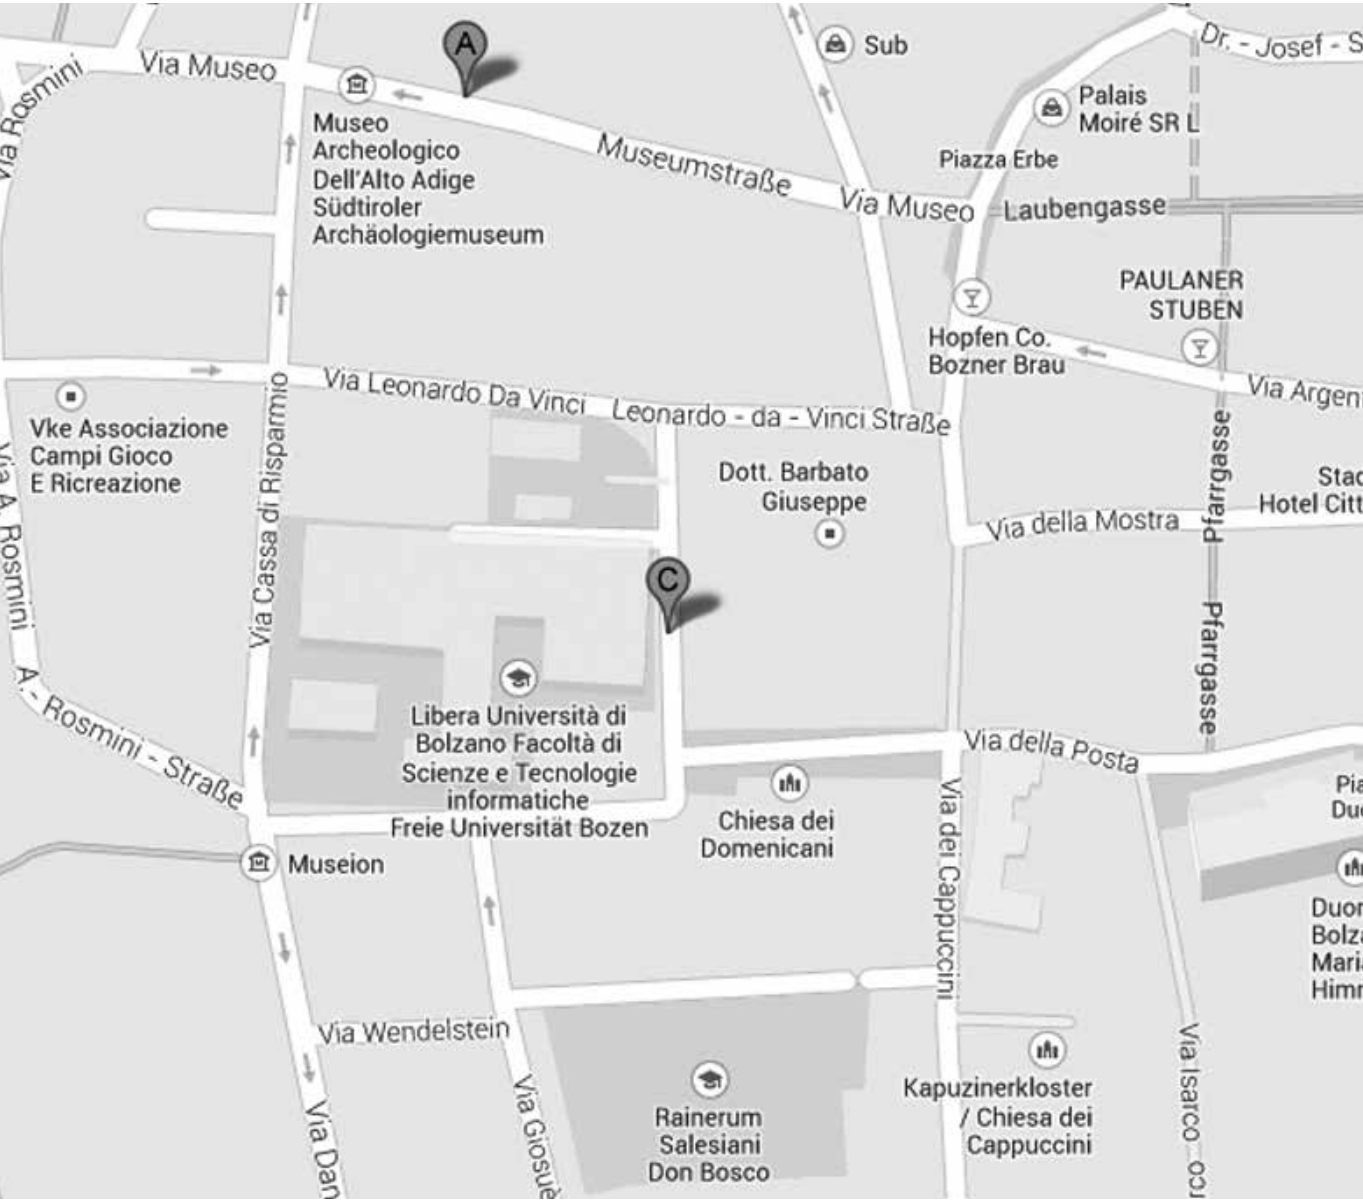 Dr. - Josef - S
Via Rosmini
Via Museo
A
Sub
Palais
Moiré SR L
Museo
Archeologico
Dell'Alto Adige
Südtiroler
Archäologiemuseum
Museumstraße
Piazza Erbe
Via Museo
Laubengasse
PAULANER
STUBEN
Hopfen Co.
Bozner Brau
Via Argen
Via Leonardo Da Vinci
Leonardo - da - Vinci Straße
Vke Associazione
Campi Gioco
E Ricreazione
Via Cassa di Risparmio
Via A. Rosmini
Dott. Barbato
Giuseppe
Pfarrgasse
Stad
Hotel Citt
Via della Mostra
C
Pfarrgasse
A.- Rosmini - Straße
Libera Università di
Bolzano Facoltà di
Scienze e Tecnologie
informatiche
Freie Universität Bozen
Via della Posta
Chiesa dei
Domenicani
Via dei Cappuccini
Pia
Duo
Museion
Duor
Bolza
Maria
Himr
Via Wendelstein
Via Isarco
Kapuzinerkloster
/ Chiesa dei
Cappuccini
Rainerum
Salesiani
Don Bosco
Via Dan
Via Giosuè